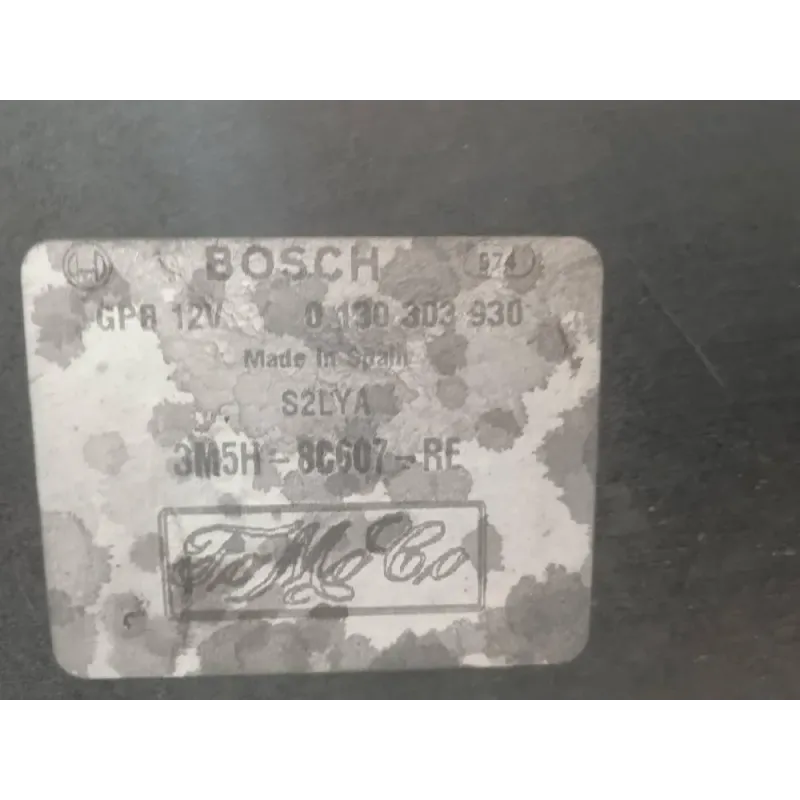 BOSCH 974
GPB 12V 0 130 303 930
Made in Spain
S2LYA
3M5H-8C607-RE
FoMoCo